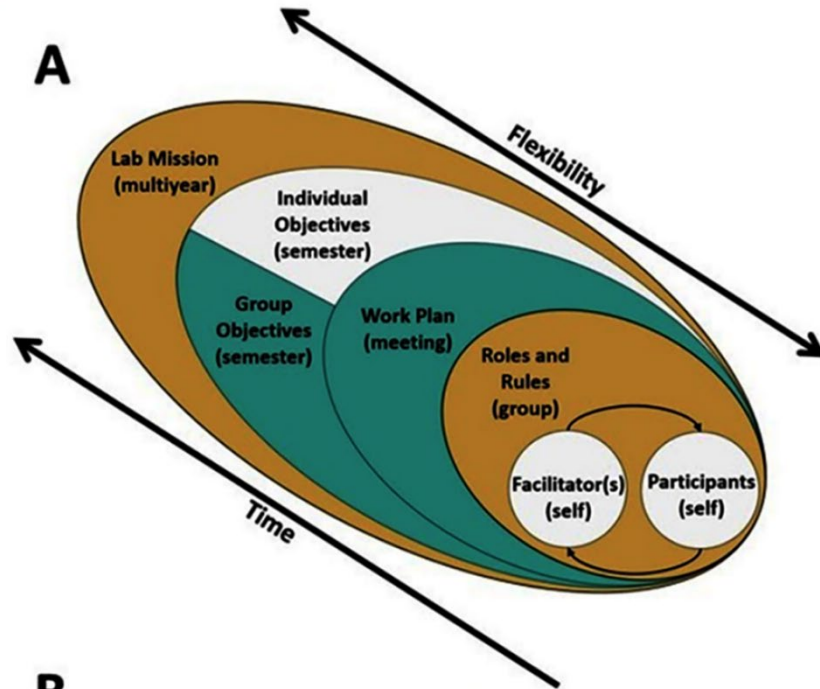 A
Flexibility
Lab Mission
(multiyear)
Individual
Objectives
(semester)
Group
Objectives
(semester)
Work Plan
(meeting)
Roles and
Rules
(group)
Facilitator(s)
(self)
Participants
(self)
Time